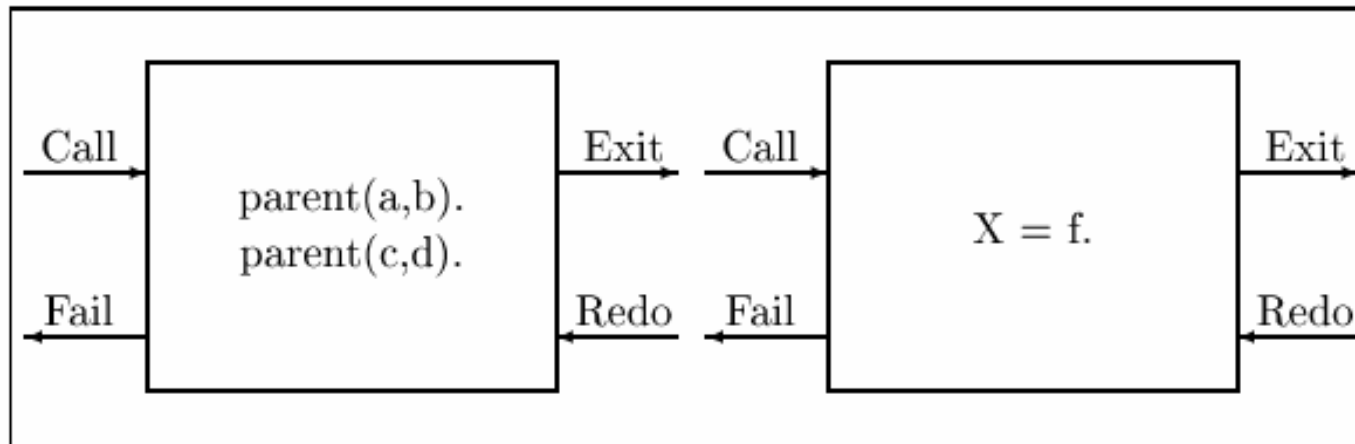 Call
Exit
Call
Exit
parent(a,b).
parent(c,d).
X = f.
Fail
Redo
Fail
Redo